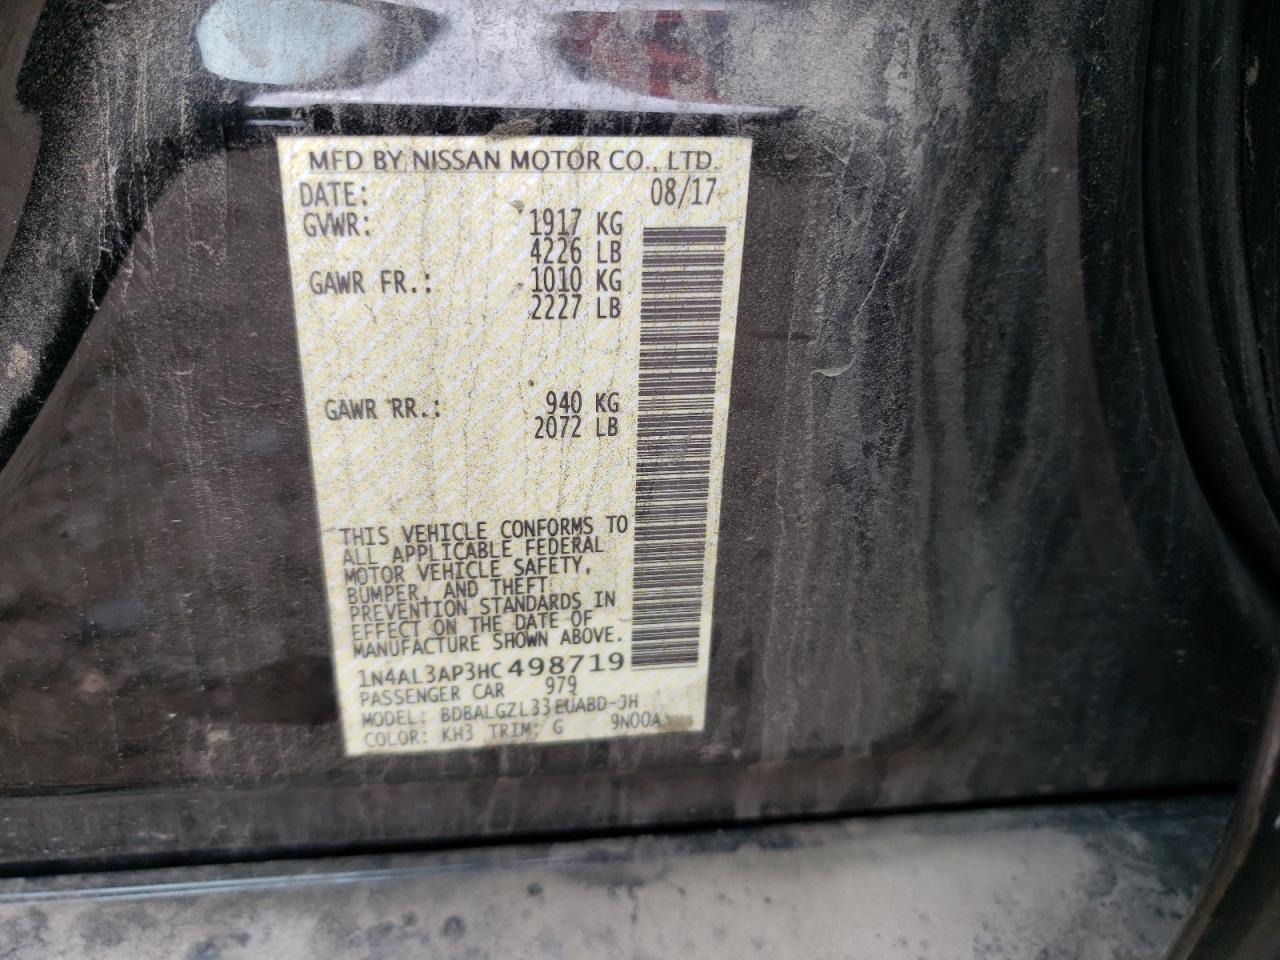 MFD BY NISSAN MOTOR CO., LTD.
DATE: 08/17
GVWR: 1917 KG
4226 LB
GAWR FR.: 1010 KG
2227 LB
GAWR RR.: 940 KG
2072 LB
THIS VEHICLE CONFORMS TO
ALL APPLICABLE FEDERAL
MOTOR VEHICLE SAFETY,
BUMPER, AND THEFT
PREVENTION STANDARDS IN
EFFECT ON THE DATE OF
MANUFACTURE SHOWN ABOVE.
1N4AL3AP3HC498719
PASSENGER CAR 979
MODEL: BDBALGZL33EUABD-JH
COLOR: KH3 TRIM: G 9N00A